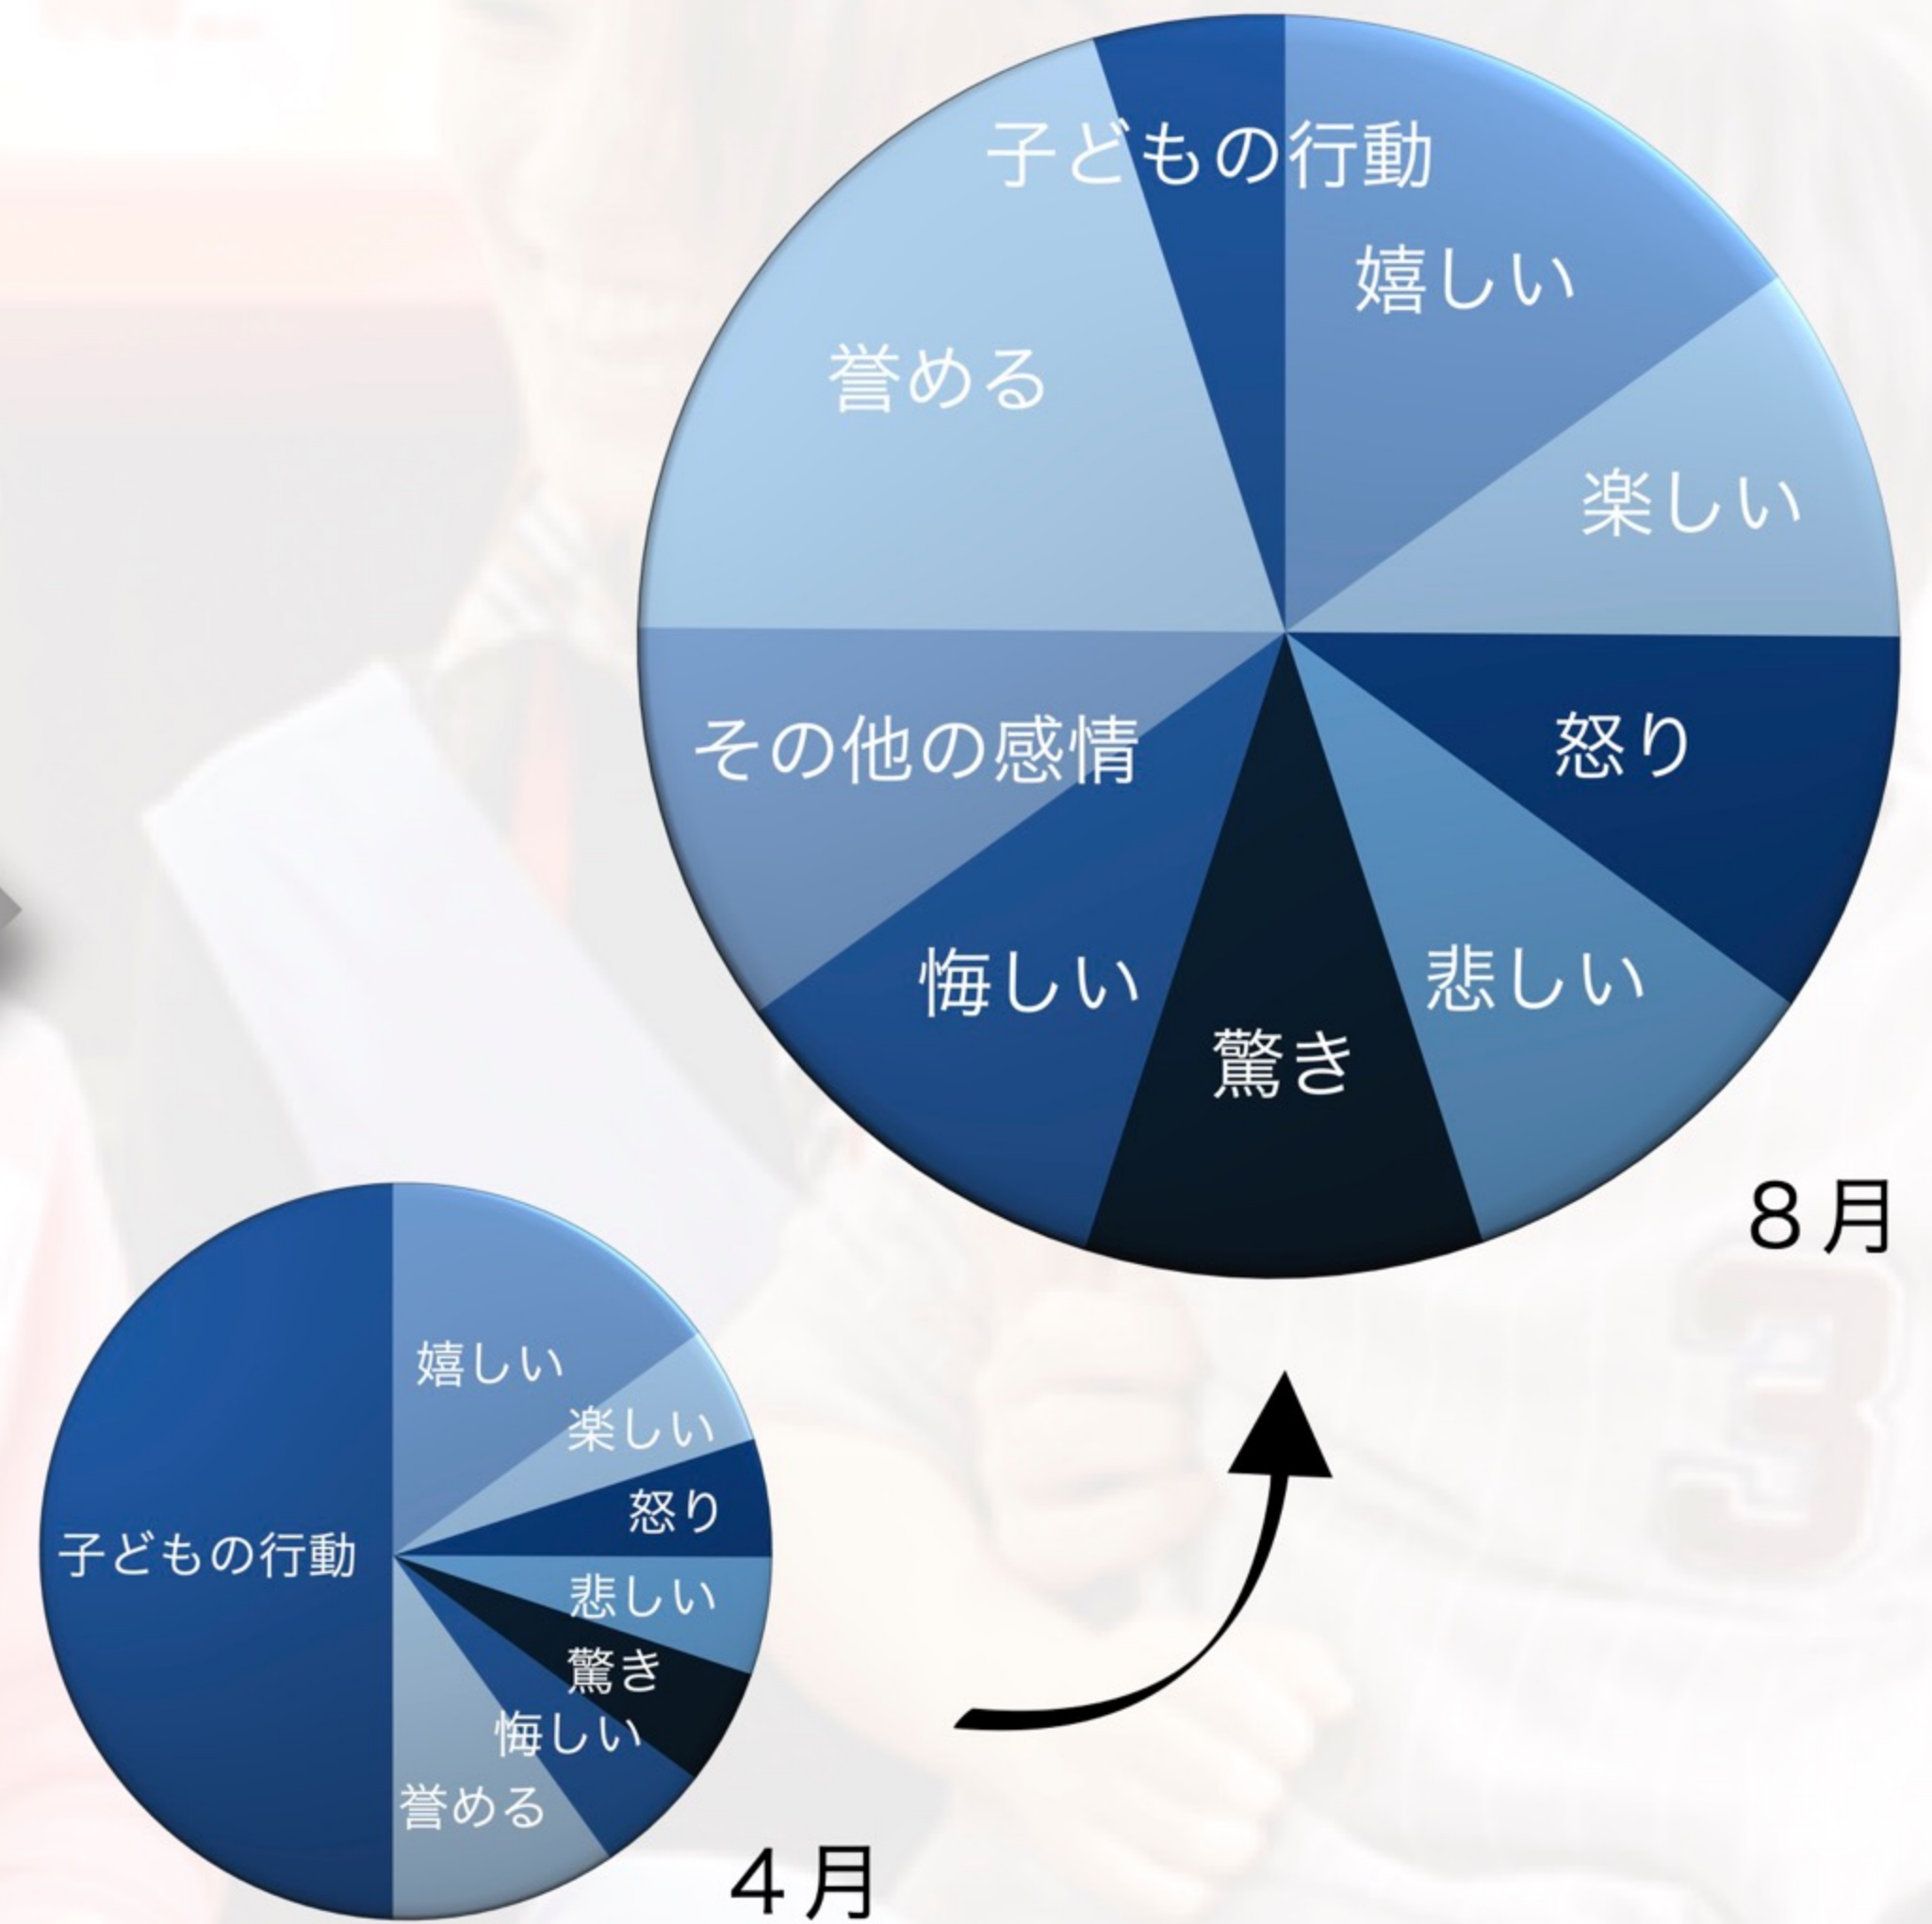 子どもの行動
嬉しい
誉める
楽しい
その他の感情
怒り
悔しい
悲しい
驚き
8月
嬉しい
楽しい
怒り
子どもの行動
悲しい
驚き
悔しい
誉める
4月
3